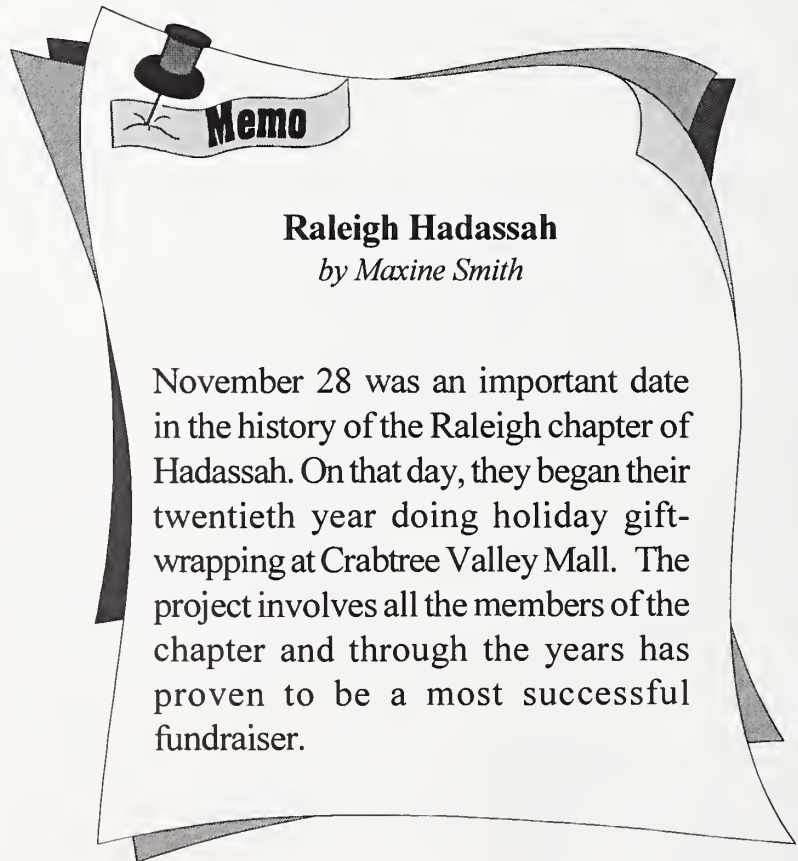 Memo
Raleigh Hadassah
by Maxine Smith
November 28 was an important date
in the history of the Raleigh chapter of
Hadassah. On that day, they began their
twentieth year doing holiday gift-
wrapping at Crabtree Valley Mall. The
project involves all the members of the
chapter and through the years has
proven to be a most successful
fundraiser.